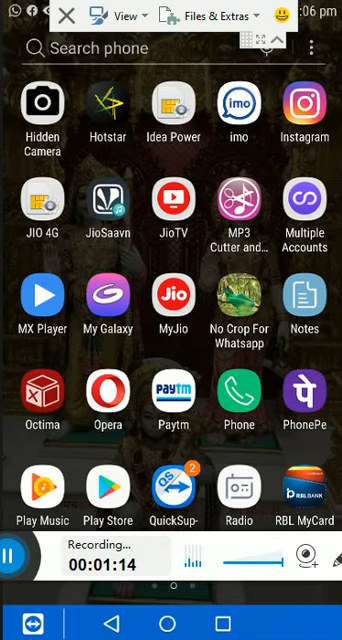 View
Files & Extras
:06 pm
Search phone
Hidden
Camera
Hotstar
Idea Power
imo
Instagram
JIO 4G
JioSaavn
JioTV
MP3
Cutter and...
Multiple
Accounts
MX Player
My Galaxy
Jio
MyJio
No Crop For
Whatsapp
Notes
Octima
Opera
paytm
Paytm
Phone
पे
PhonePe
QS
2
RBL BANK
Play Music
Play Store
QuickSup-
Radio
RBL MyCard
Recording...
00:01:14